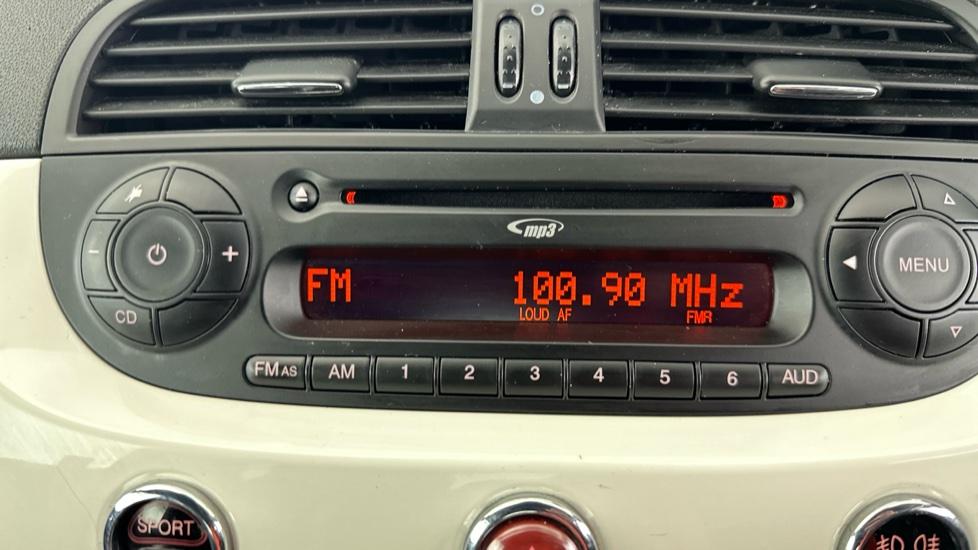 mp3
FM 100.90 MHz
LOUD AF FMR
CD
MENU
FM AS AM 1 2 3 4 5 6 AUD
SPORT